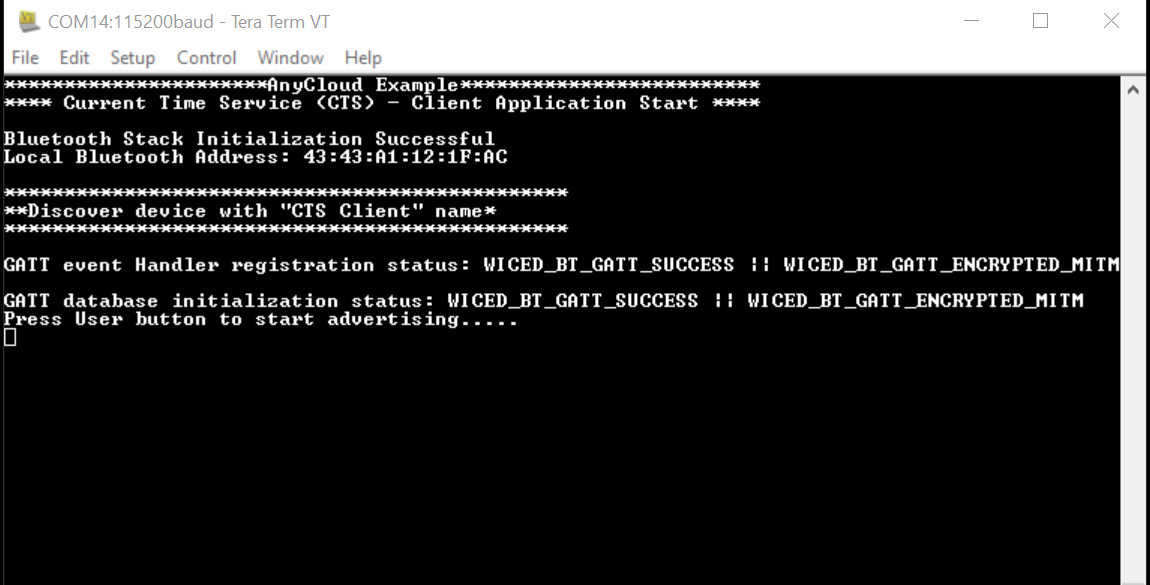 COM14:115200baud - Tera Term VT
File Edit Setup Control Window Help
**********************AnyCloud Example*************************
**** Current Time Service (CTS) - Client Application Start ****
Bluetooth Stack Initialization Successful
Local Bluetooth Address: 43:43:A1:12:1F:AC
***********************************************
**Discover device with "CTS Client" name*
***********************************************
GATT event Handler registration status: WICED_BT_GATT_SUCCESS || WICED_BT_GATT_ENCRYPTED_MITM
GATT database initialization status: WICED_BT_GATT_SUCCESS || WICED_BT_GATT_ENCRYPTED_MITM
Press User button to start advertising.....